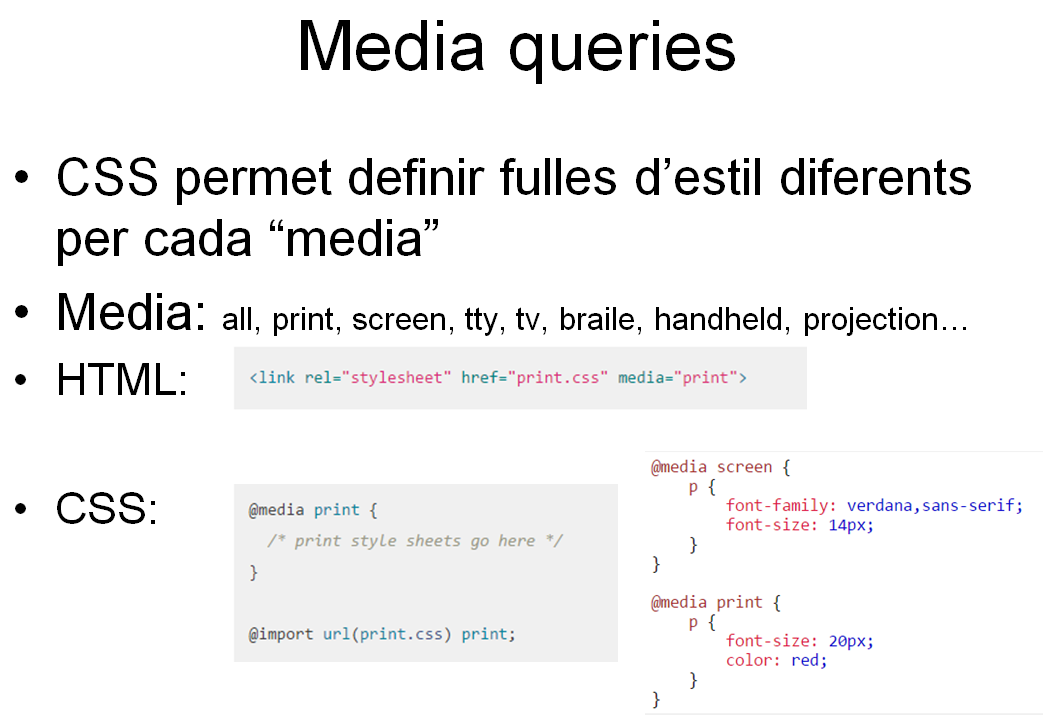 Media queries
• CSS permet definir fulles d’estil diferents
per cada “media”
• Media: all, print, screen, tty, tv, braile, handheld, projection…
• HTML:
<link rel="stylesheet" href="print.css" media="print">
• CSS:
@media print {
/* print style sheets go here */
}
@import url(print.css) print;
@media screen {
p {
font-family: verdana,sans-serif;
font-size: 14px;
}
}
@media print {
p {
font-size: 20px;
color: red;
}
}